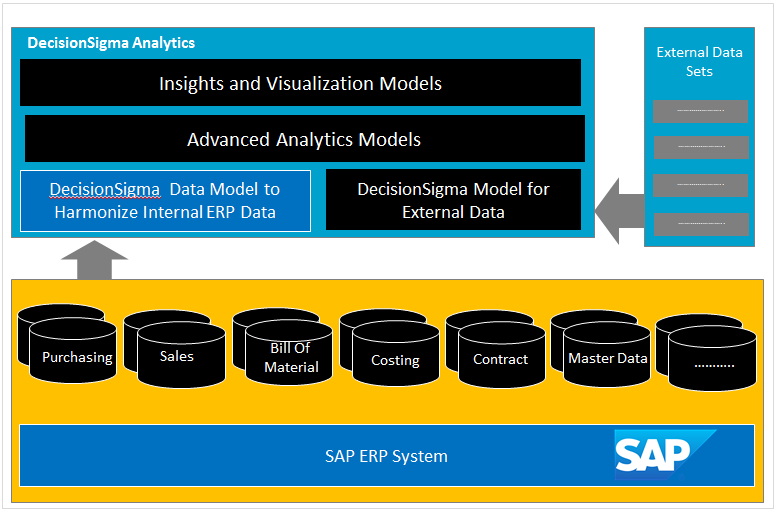 DecisionSigma Analytics
Insights and Visualization Models
Advanced Analytics Models
DecisionSigma Data Model to
Harmonize Internal ERP Data
DecisionSigma Model for
External Data
External Data
Sets
...................
...................
...................
...................
Purchasing
Sales
Bill Of
Material
Costing
Contract
Master Data
...........
SAP ERP System
SAP